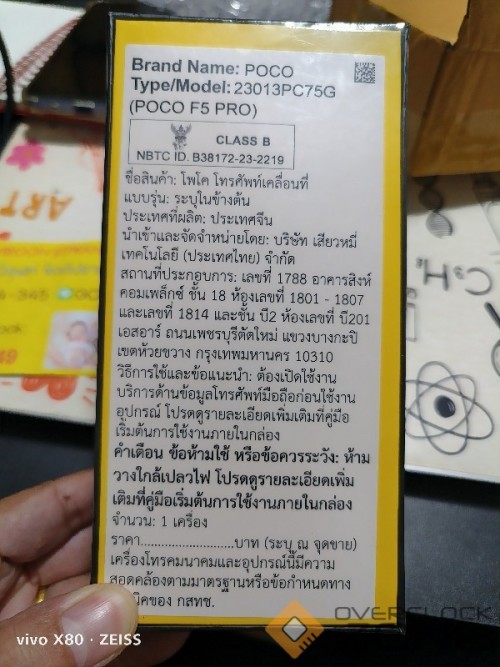 Brand Name: POCO
Type/Model: 23013PC75G
(POCO F5 PRO)
CLASS B
NBTC ID. B38172-23-2219
ชื่อสินค้า: โพโค โทรศัพท์เคลื่อนที่
แบบรุ่น: ระบุในข้างต้น
ประเทศที่ผลิต: ประเทศจีน
นำเข้าและจัดจำหน่ายโดย: บริษัท เสียวหมี่
เทคโนโลยี (ประเทศไทย) จำกัด
สถานที่ประกอบการ: เลขที่ 1788 อาคารสิงห์
คอมเพล็กซ์ ชั้น 18 ห้องเลขที่ 1801 - 1807
และเลขที่ 1814 และชั้น บี2 ห้องเลขที่ บี201
เอสอาร์ ถนนเพชรบุรีตัดใหม่ แขวงบางกะปิ
เขตห้วยขวาง กรุงเทพมหานคร 10310
วิธีการใช้และข้อแนะนำ: ต้องเปิดใช้งาน
บริการด้านข้อมูลโทรศัพท์มือถือก่อนใช้งาน
อุปกรณ์ โปรดดูรายละเอียดเพิ่มเติมที่คู่มือ
เริ่มต้นการใช้งานภายในกล่อง
คำเตือน ข้อห้ามใช้ หรือข้อควรระวัง: ห้าม
วางใกล้เปลวไฟ โปรดดูรายละเอียดเพิ่ม
เติมที่คู่มือเริ่มต้นการใช้งานภายในกล่อง
จำนวน: 1 เครื่อง
ราคา..........................บาท (ระบุ ณ จุดขาย)
เครื่องโทรคมนาคมและอุปกรณ์นี้มีความ
สอดคล้องตามมาตรฐานหรือข้อกำหนดทาง
นิคของ กสทช.
ART
C₃H₄
OVERCLOCK
vivo X80 · ZEISS